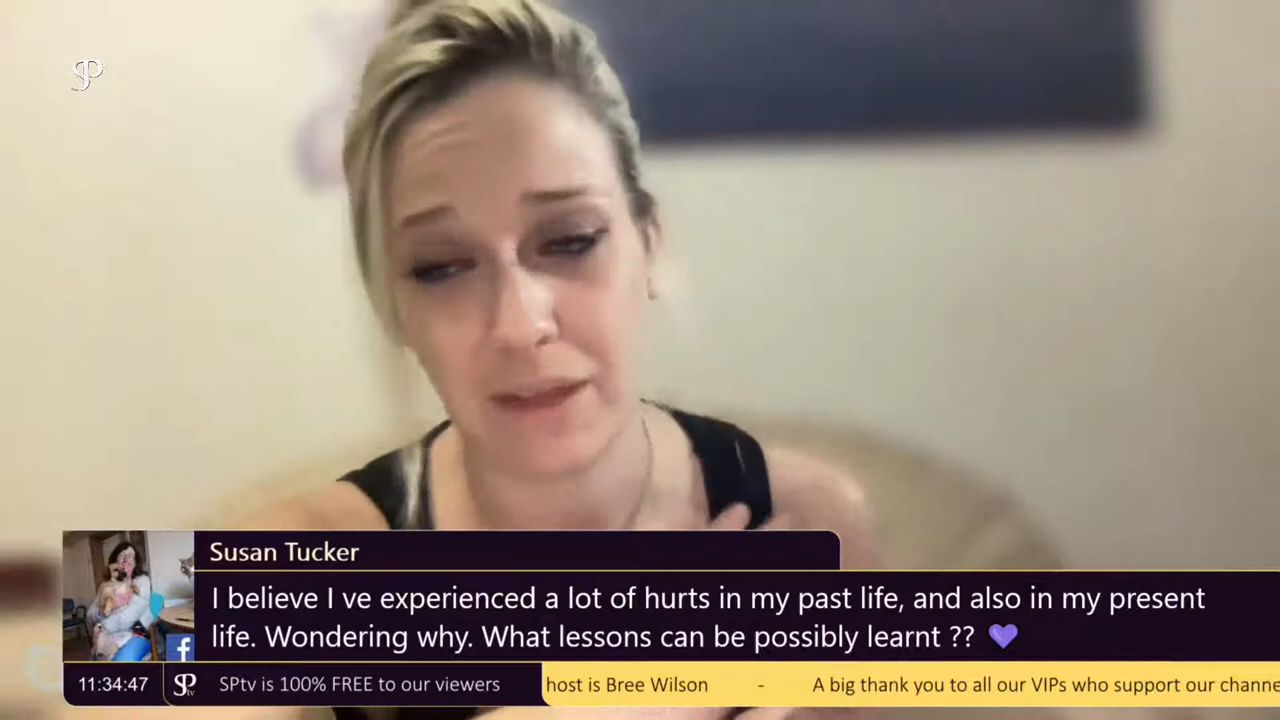 SP
Susan Tucker
I believe I ve experienced a lot of hurts in my past life, and also in my present
life. Wondering why. What lessons can be possibly learnt ?? 💜
f
11:34:47 SPtv SPtv is 100% FREE to our viewers host is Bree Wilson - A big thank you to all our VIPs who support our channe